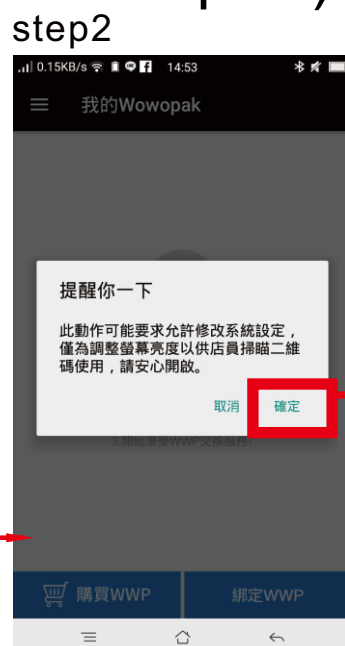 step2
0.15KB/s 14:53
我的Wowopak
提醒你一下
此動作可能要求允許修改系統設定，
僅為調整螢幕亮度以供店員掃瞄二維
碼使用，請安心開啟。
取消 確定
3.開始享受WWP交換服務!
購買WWP 綁定WWP